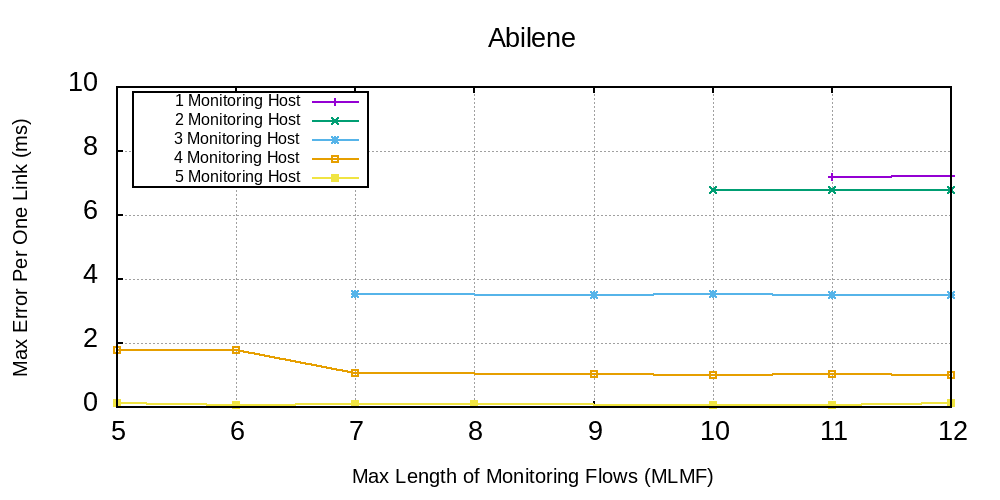 Abilene
Max Error Per One Link (ms)
10
8
6
4
2
0
1 Monitoring Host
2 Monitoring Host
3 Monitoring Host
4 Monitoring Host
5 Monitoring Host
5 6 7 8 9 10 11 12
Max Length of Monitoring Flows (MLMF)